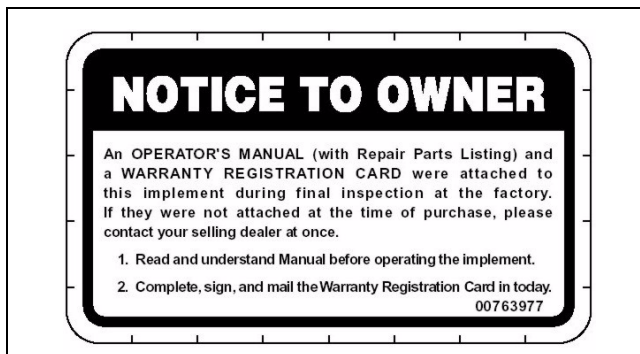 NOTICE TO OWNER
An OPERATOR'S MANUAL (with Repair Parts Listing) and
a WARRANTY REGISTRATION CARD were attached to
this implement during final inspection at the factory.
If they were not attached at the time of purchase, please
contact your selling dealer at once.
1. Read and understand Manual before operating the implement.
2. Complete, sign, and mail the Warranty Registration Card in today.
00763977